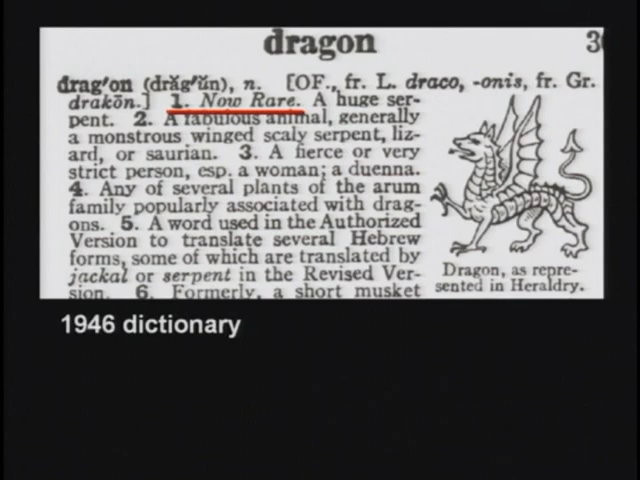 dragon 3
drag'on (drăg'ŭn), n. [OF., fr. L. draco, -onis, fr. Gr.
drakōn.] 1. Now Rare. A huge ser-
pent. 2. A fabulous animal, generally
a monstrous winged scaly serpent, liz-
ard, or saurian. 3. A fierce or very
strict person, esp. a woman; a duenna.
4. Any of several plants of the arum
family popularly associated with drag-
ons. 5. A word used in the Authorized
Version to translate several Hebrew
forms, some of which are translated by
jackal or serpent in the Revised Ver-
sion. 6. Formerly, a short musket
Dragon, as repre-
sented in Heraldry.
1946 dictionary